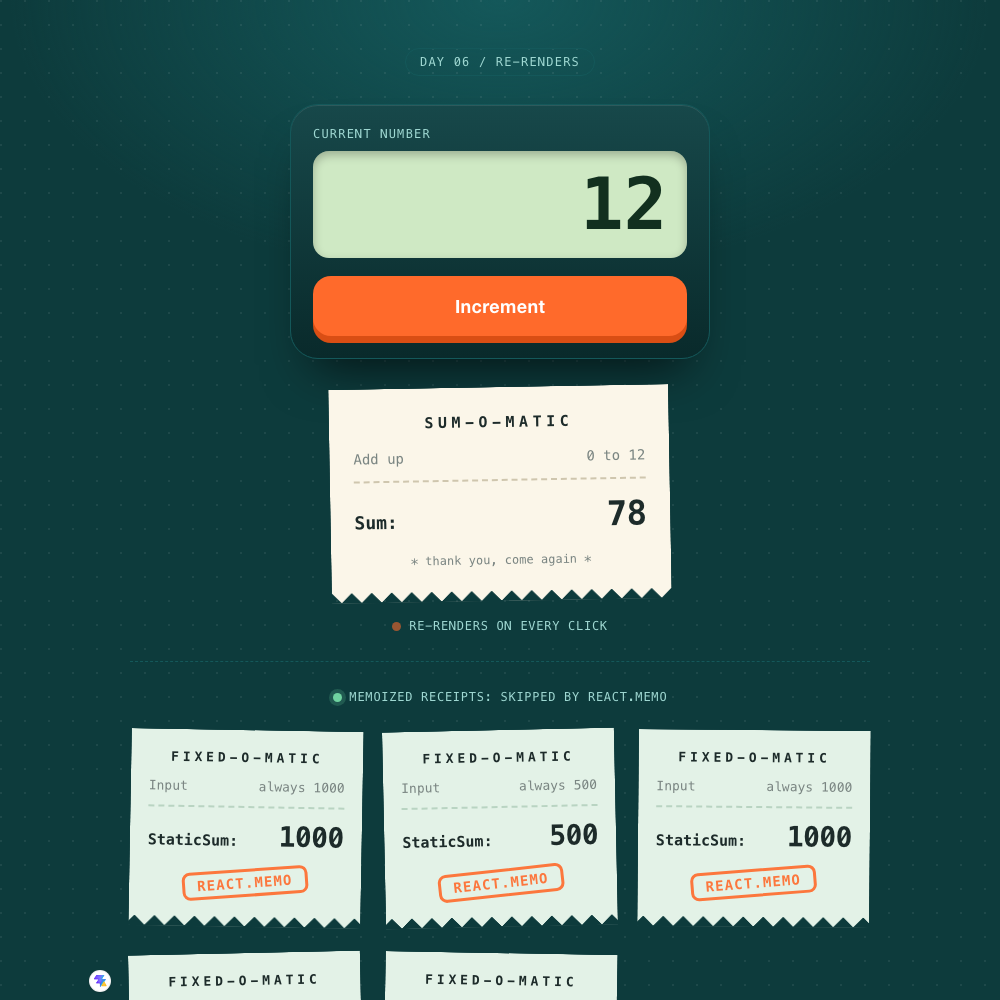 DAY 06 / RE-RENDERS
CURRENT NUMBER
12
Increment
SUM-O-MATIC
Add up 0 to 12
Sum: 78
* thank you, come again *
RE-RENDERS ON EVERY CLICK
MEMOIZED RECEIPTS: SKIPPED BY REACT.MEMO
FIXED-O-MATIC
Input always 1000
StaticSum: 1000
REACT.MEMO
FIXED-O-MATIC
Input always 500
StaticSum: 500
REACT.MEMO
FIXED-O-MATIC
Input always 1000
StaticSum: 1000
REACT.MEMO
FIXED-O-MATIC
FIXED-O-MATIC